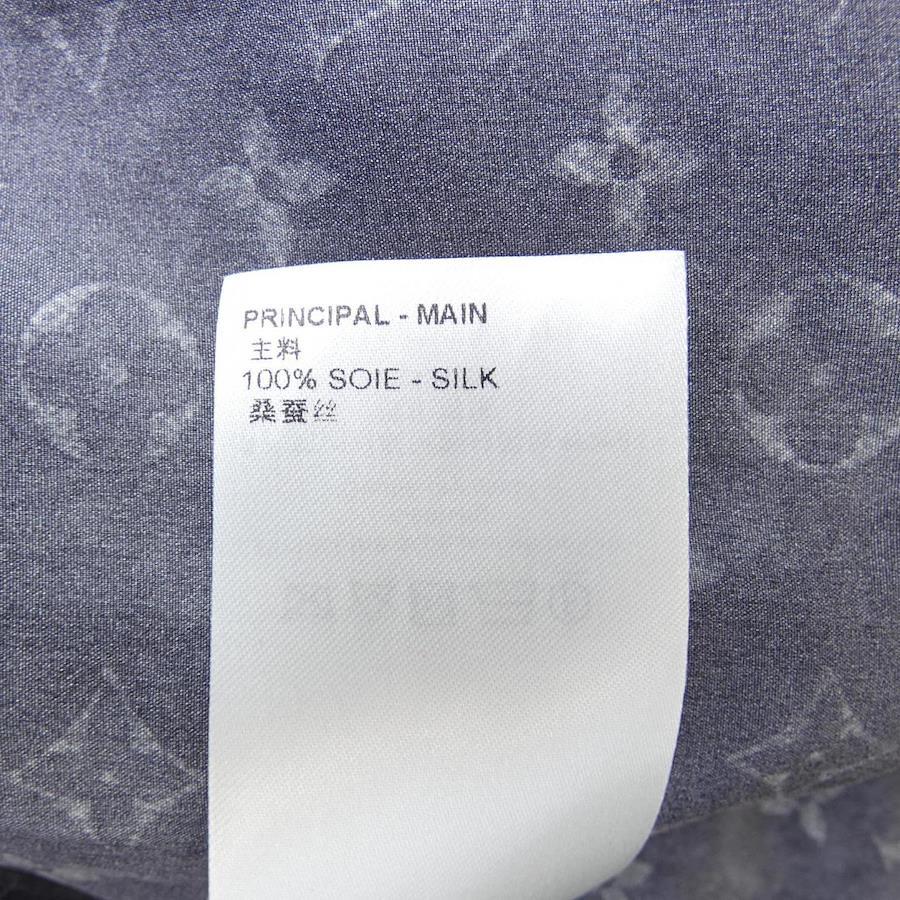 PRINCIPAL - MAIN
主料
100% SOIE - SILK
桑蚕丝